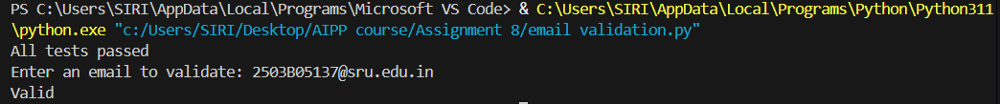 PS C:\Users\SIRI\AppData\Local\Programs\Microsoft VS Code> & C:\Users\SIRI\AppData\Local\Programs\Python\Python311
\python.exe "c:/Users/SIRI/Desktop/AIPP course/Assignment 8/email validation.py"
All tests passed
Enter an email to validate: 2503B05137@sru.edu.in
Valid